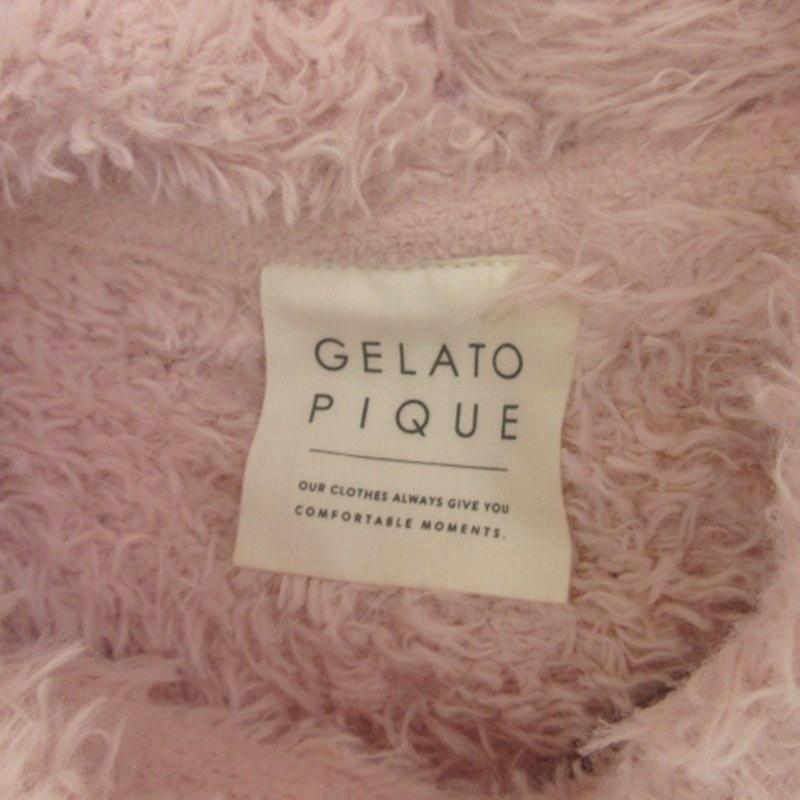 GELATO
PIQUE
OUR CLOTHES ALWAYS GIVE YOU
COMFORTABLE MOMENTS.